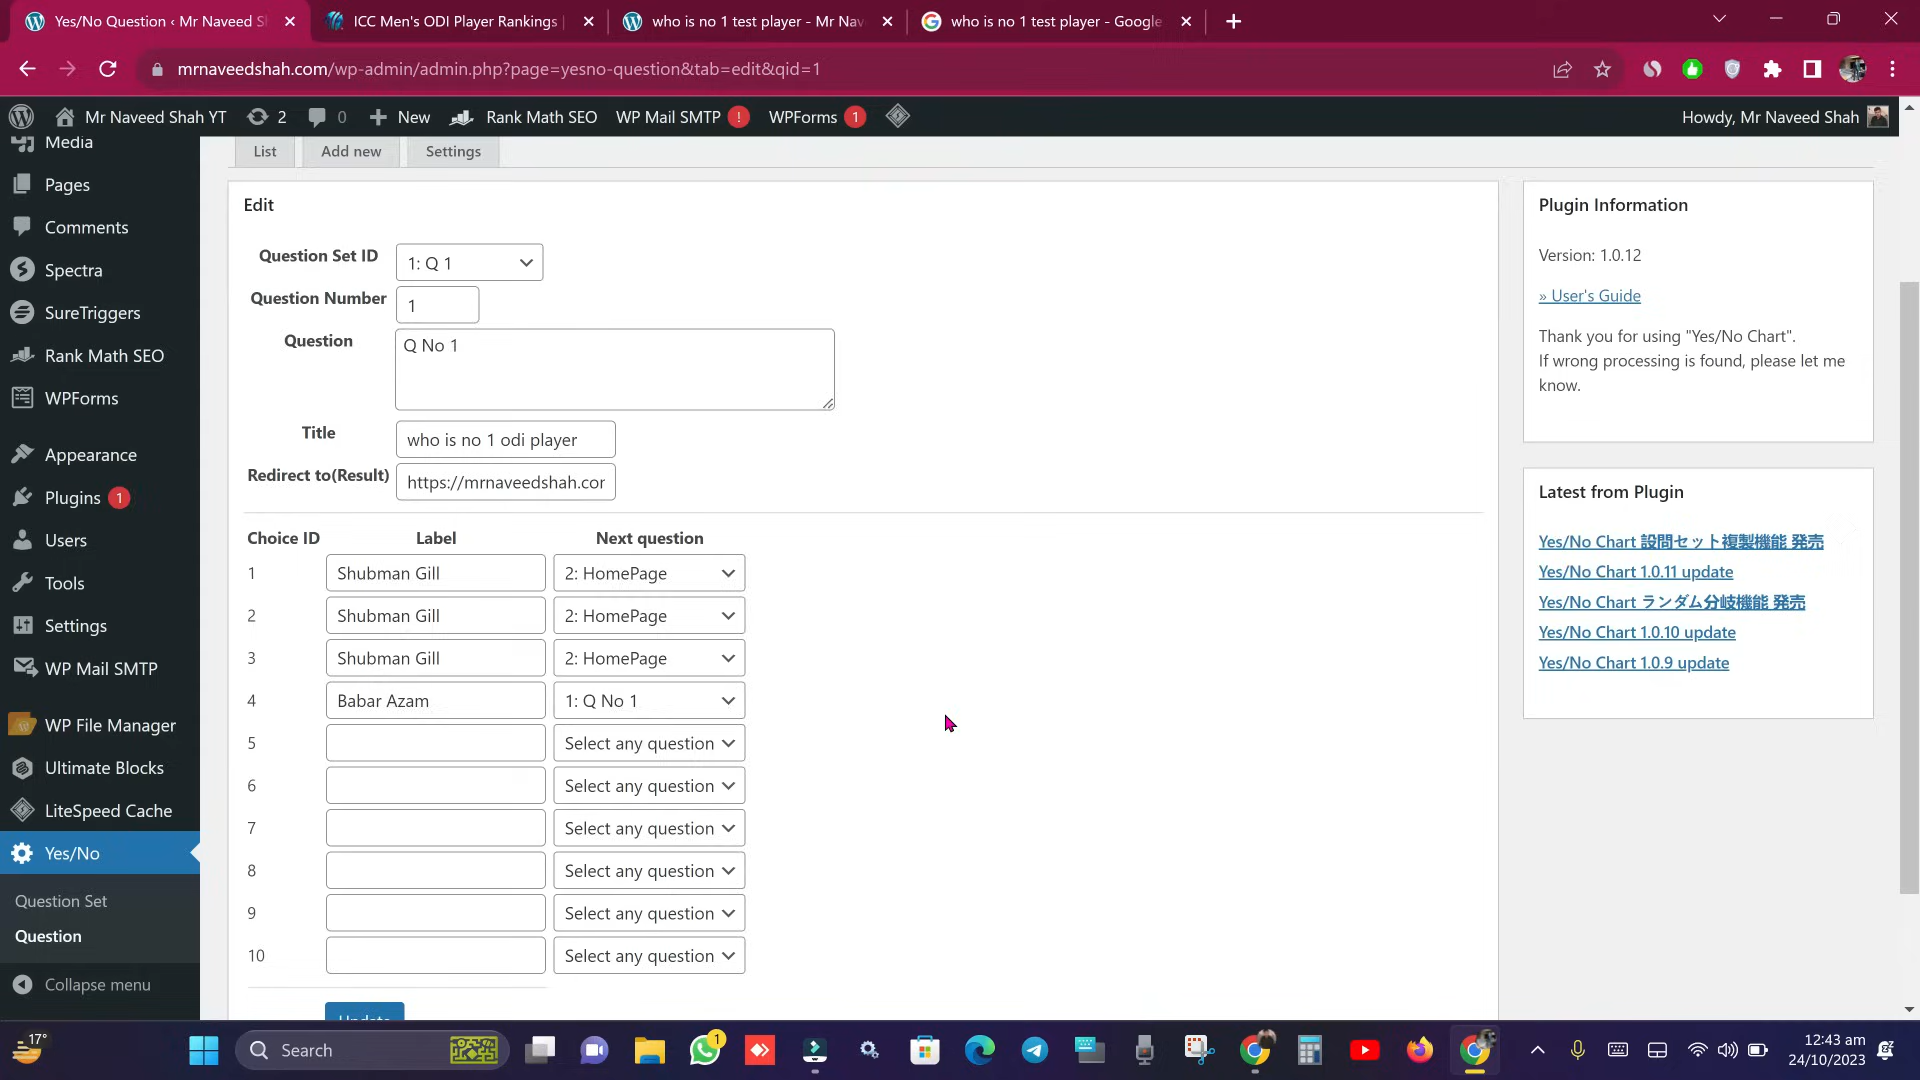 Yes/No Question ‹ Mr Naveed S
ICC Men's ODI Player Rankings |
who is no 1 test player - Mr Nav
who is no 1 test player - Google
mrnaveedshah.com/wp-admin/admin.php?page=yesno-question&tab=edit&qid=1
Mr Naveed Shah YT
2
0
New
Rank Math SEO
WP Mail SMTP !
WPForms 1
Howdy, Mr Naveed Shah
Media
Pages
Comments
Spectra
SureTriggers
Rank Math SEO
WPForms
Appearance
Plugins 1
Users
Tools
Settings
WP Mail SMTP
WP File Manager
Ultimate Blocks
LiteSpeed Cache
Yes/No
Question Set
Question
Collapse menu
List
Add new
Settings
Edit
Question Set ID 1: Q 1
Question Number 1
Question Q No 1
Title who is no 1 odi player
Redirect to(Result) https://mrnaveedshah.cor
Choice ID Label Next question
1 Shubman Gill 2: HomePage
2 Shubman Gill 2: HomePage
3 Shubman Gill 2: HomePage
4 Babar Azam 1: Q No 1
5 Select any question
6 Select any question
7 Select any question
8 Select any question
9 Select any question
10 Select any question
Update
Plugin Information
Version: 1.0.12
» User's Guide
Thank you for using "Yes/No Chart".
If wrong processing is found, please let me
know.
Latest from Plugin
Yes/No Chart 設問セット複製機能 発売
Yes/No Chart 1.0.11 update
Yes/No Chart ランダム分岐機能 発売
Yes/No Chart 1.0.10 update
Yes/No Chart 1.0.9 update
17°
Search
1
12:43 am
24/10/2023